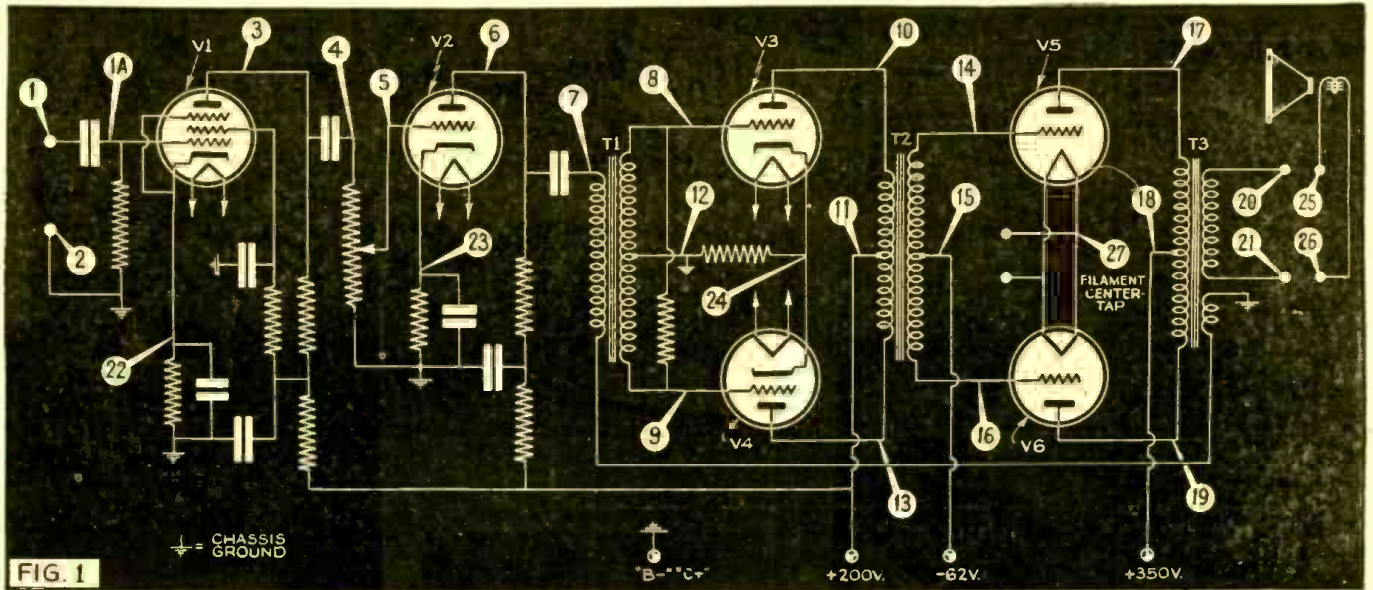 V1
3
V2
6
V3
10
V5
17
1
1A
4
5
7
8
14
T1
T2
T3
12
11
15
18
20
25
2
23
24
27
21
26
FILAMENT
CENTER-
TAP
22
9
V4
16
V6
13
19
⏚ = CHASSIS
GROUND
"B-" "C+"
+200V.
-62V.
+350V.
FIG. 1